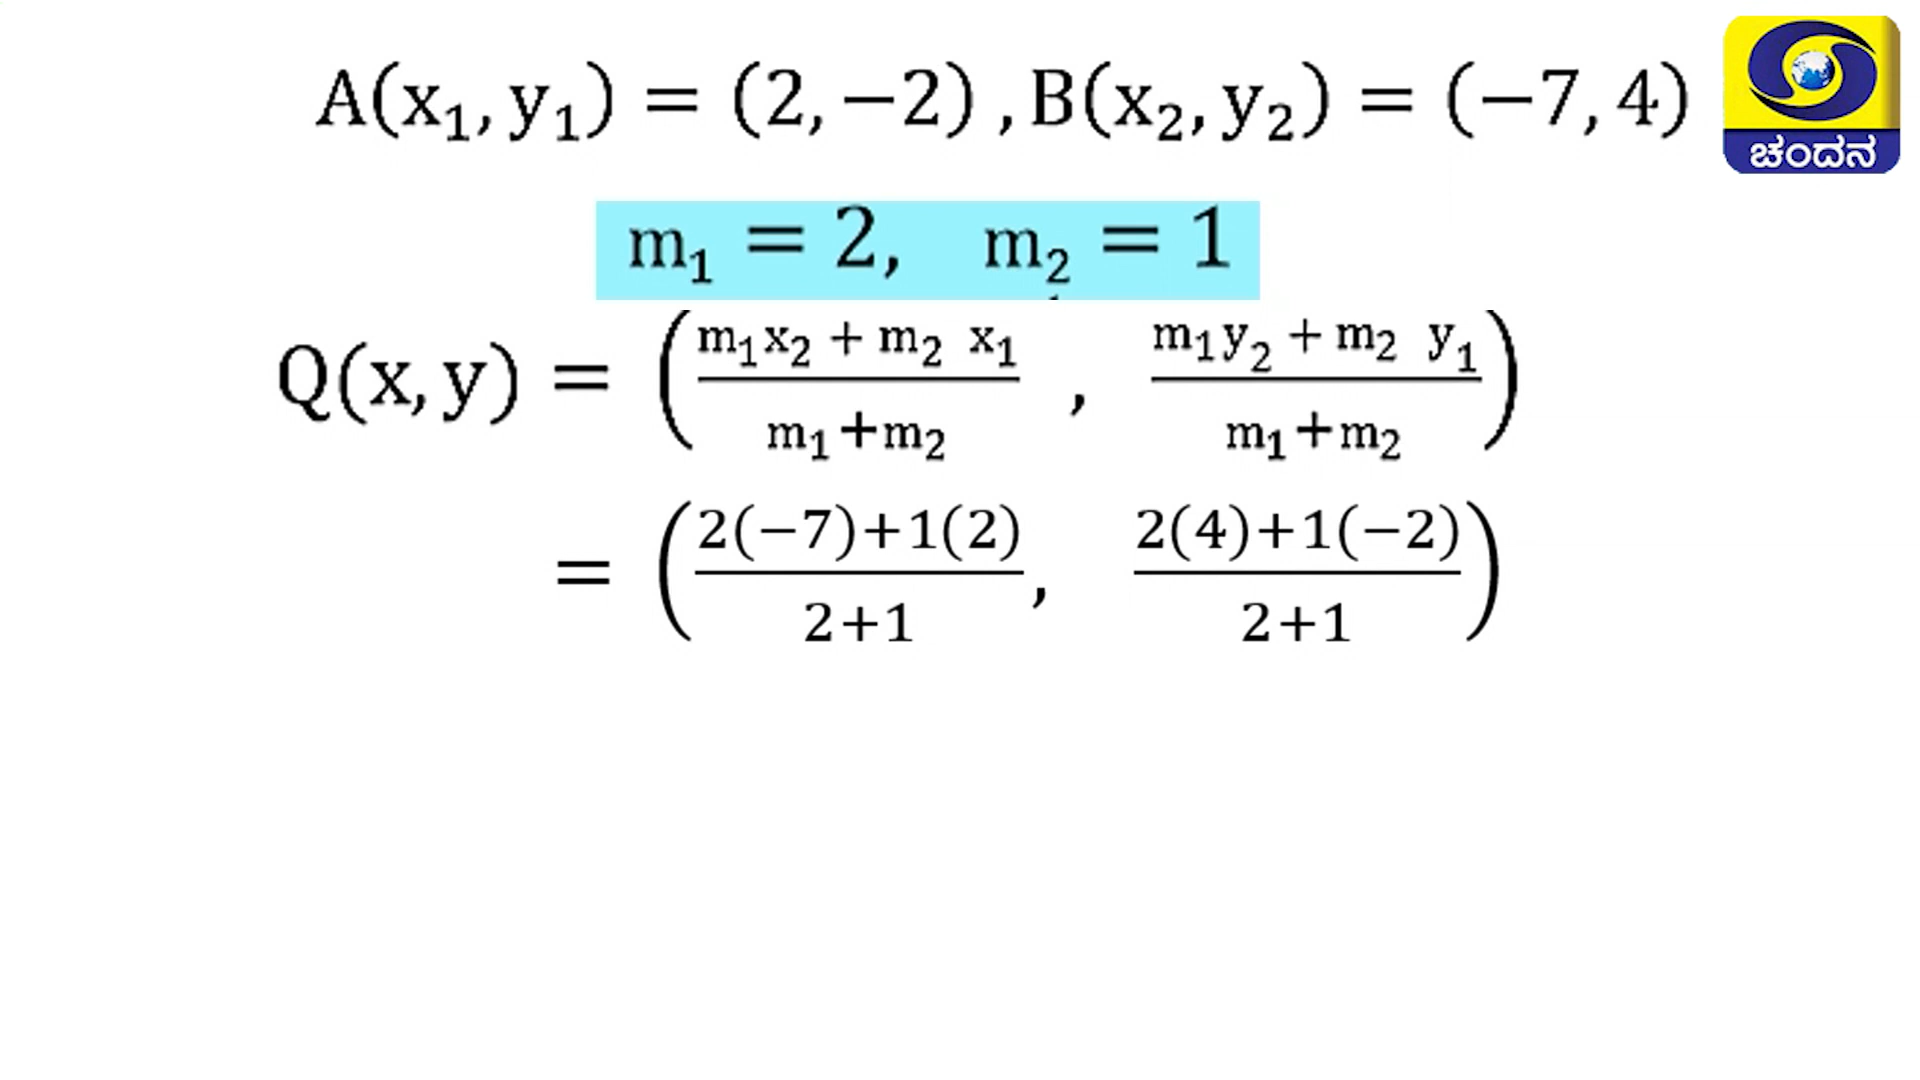 A(x₁, y₁) = (2, −2) , B(x₂, y₂) = (−7, 4)
ಚಂದನ
m₁ = 2, m₂ = 1
Q(x, y) = ( (m₁x₂ + m₂ x₁)/(m₁+m₂) , (m₁y₂ + m₂ y₁)/(m₁+m₂) )
= ( (2(−7)+1(2))/(2+1) , (2(4)+1(−2))/(2+1) )